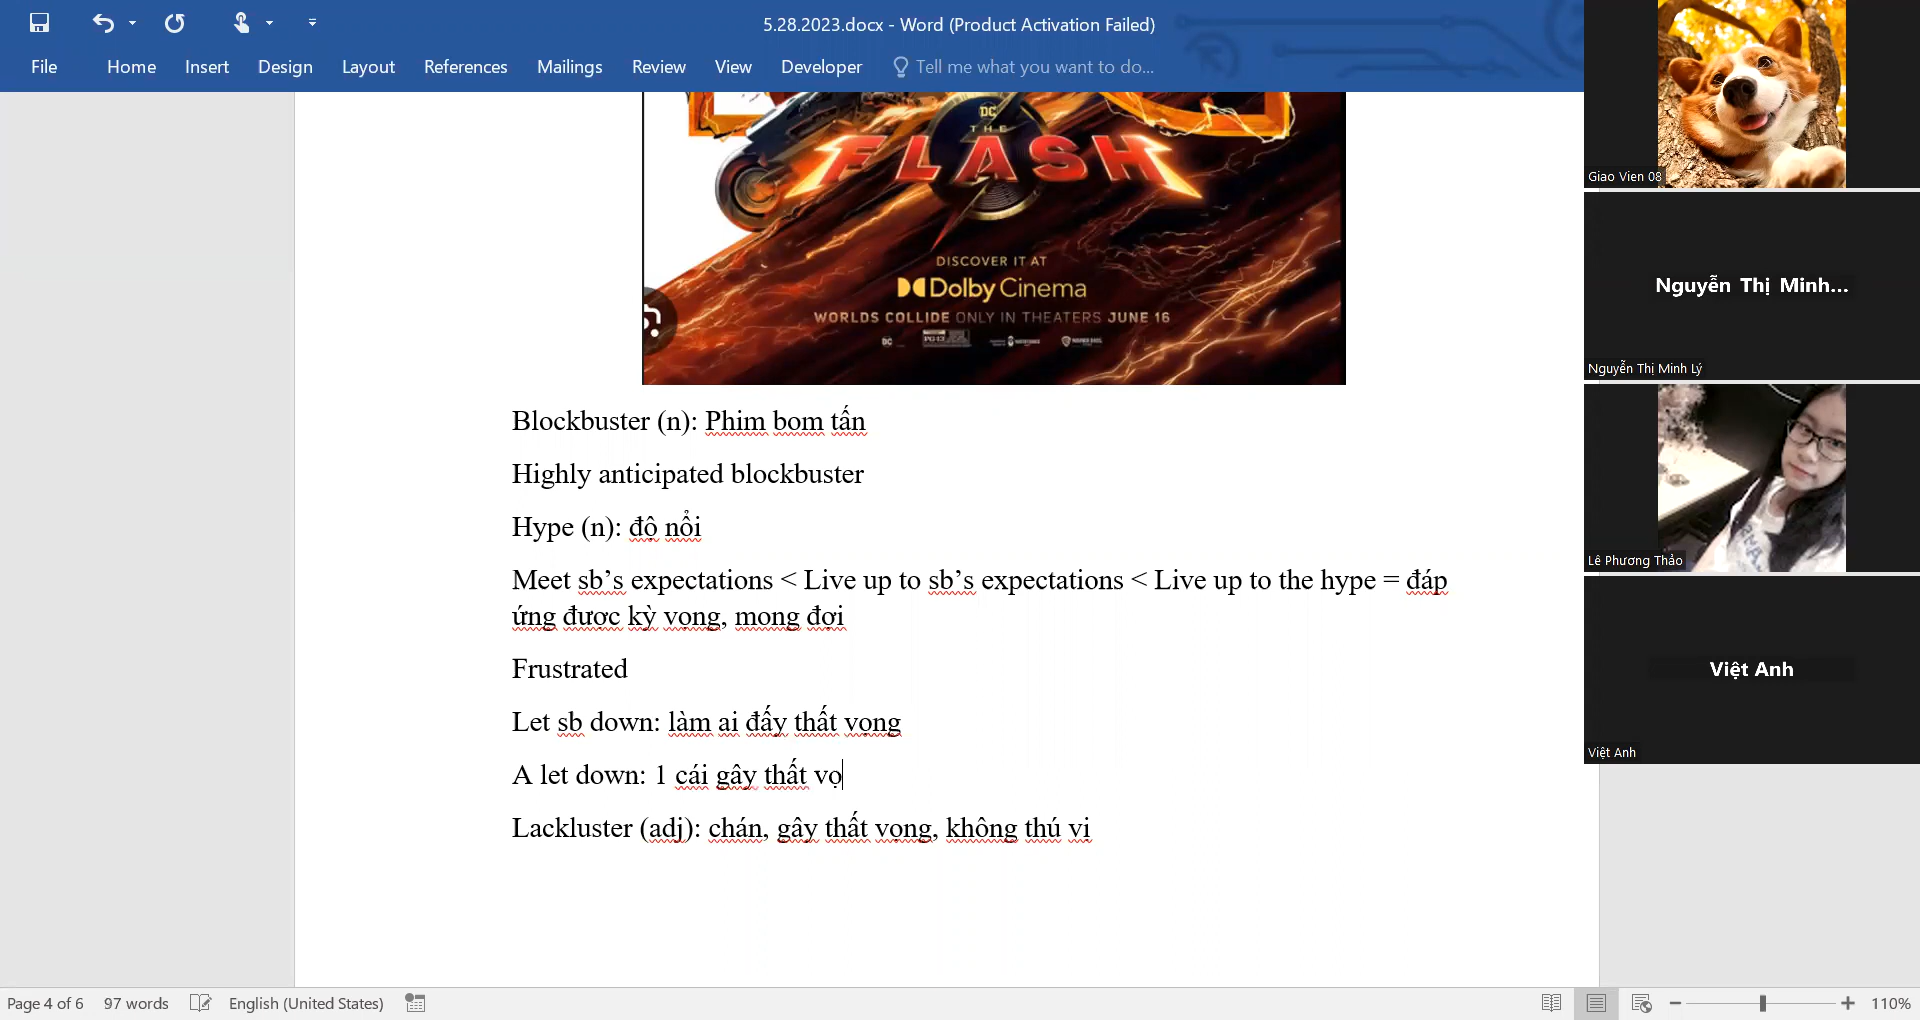 5.28.2023.docx - Word (Product Activation Failed)
File Home Insert Design Layout References Mailings Review View Developer Tell me what you want to do...
DC
THE
FLASH
DISCOVER IT AT
Dolby Cinema
WORLDS COLLIDE ONLY IN THEATERS JUNE 16
DC PG-13
Blockbuster (n): Phim bom tấn
Highly anticipated blockbuster
Hype (n): độ nổi
Meet sb’s expectations < Live up to sb’s expectations < Live up to the hype = đáp
ứng được kỳ vọng, mong đợi
Frustrated
Let sb down: làm ai đấy thất vọng
A let down: 1 cái gây thất vọ
Lackluster (adj): chán, gây thất vọng, không thú vị
Giao Vien 08
Nguyễn Thị Minh...
Nguyễn Thị Minh Lý
Lê Phương Thảo
Việt Anh
Việt Anh
Page 4 of 6 97 words English (United States) 110%